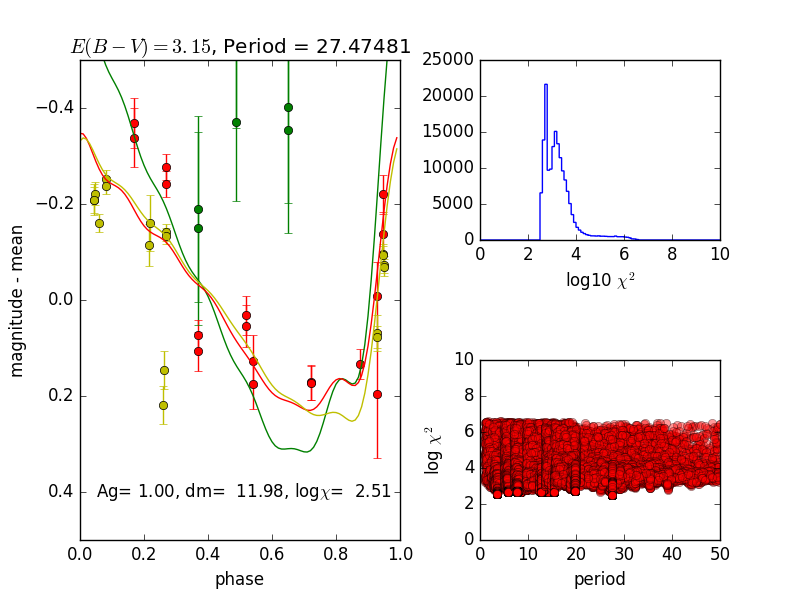 E(B − V) = 3.15, Period = 27.47481
−0.4
−0.2
0.0
0.2
0.4
magnitude - mean
Ag= 1.00, dm= 11.98, logχ= 2.51
0.0 0.2 0.4 0.6 0.8 1.0
phase
25000
20000
15000
10000
5000
0
0 2 4 6 8 10
log10 χ²
10
8
6
4
2
0
log χ²
0 10 20 30 40 50
period